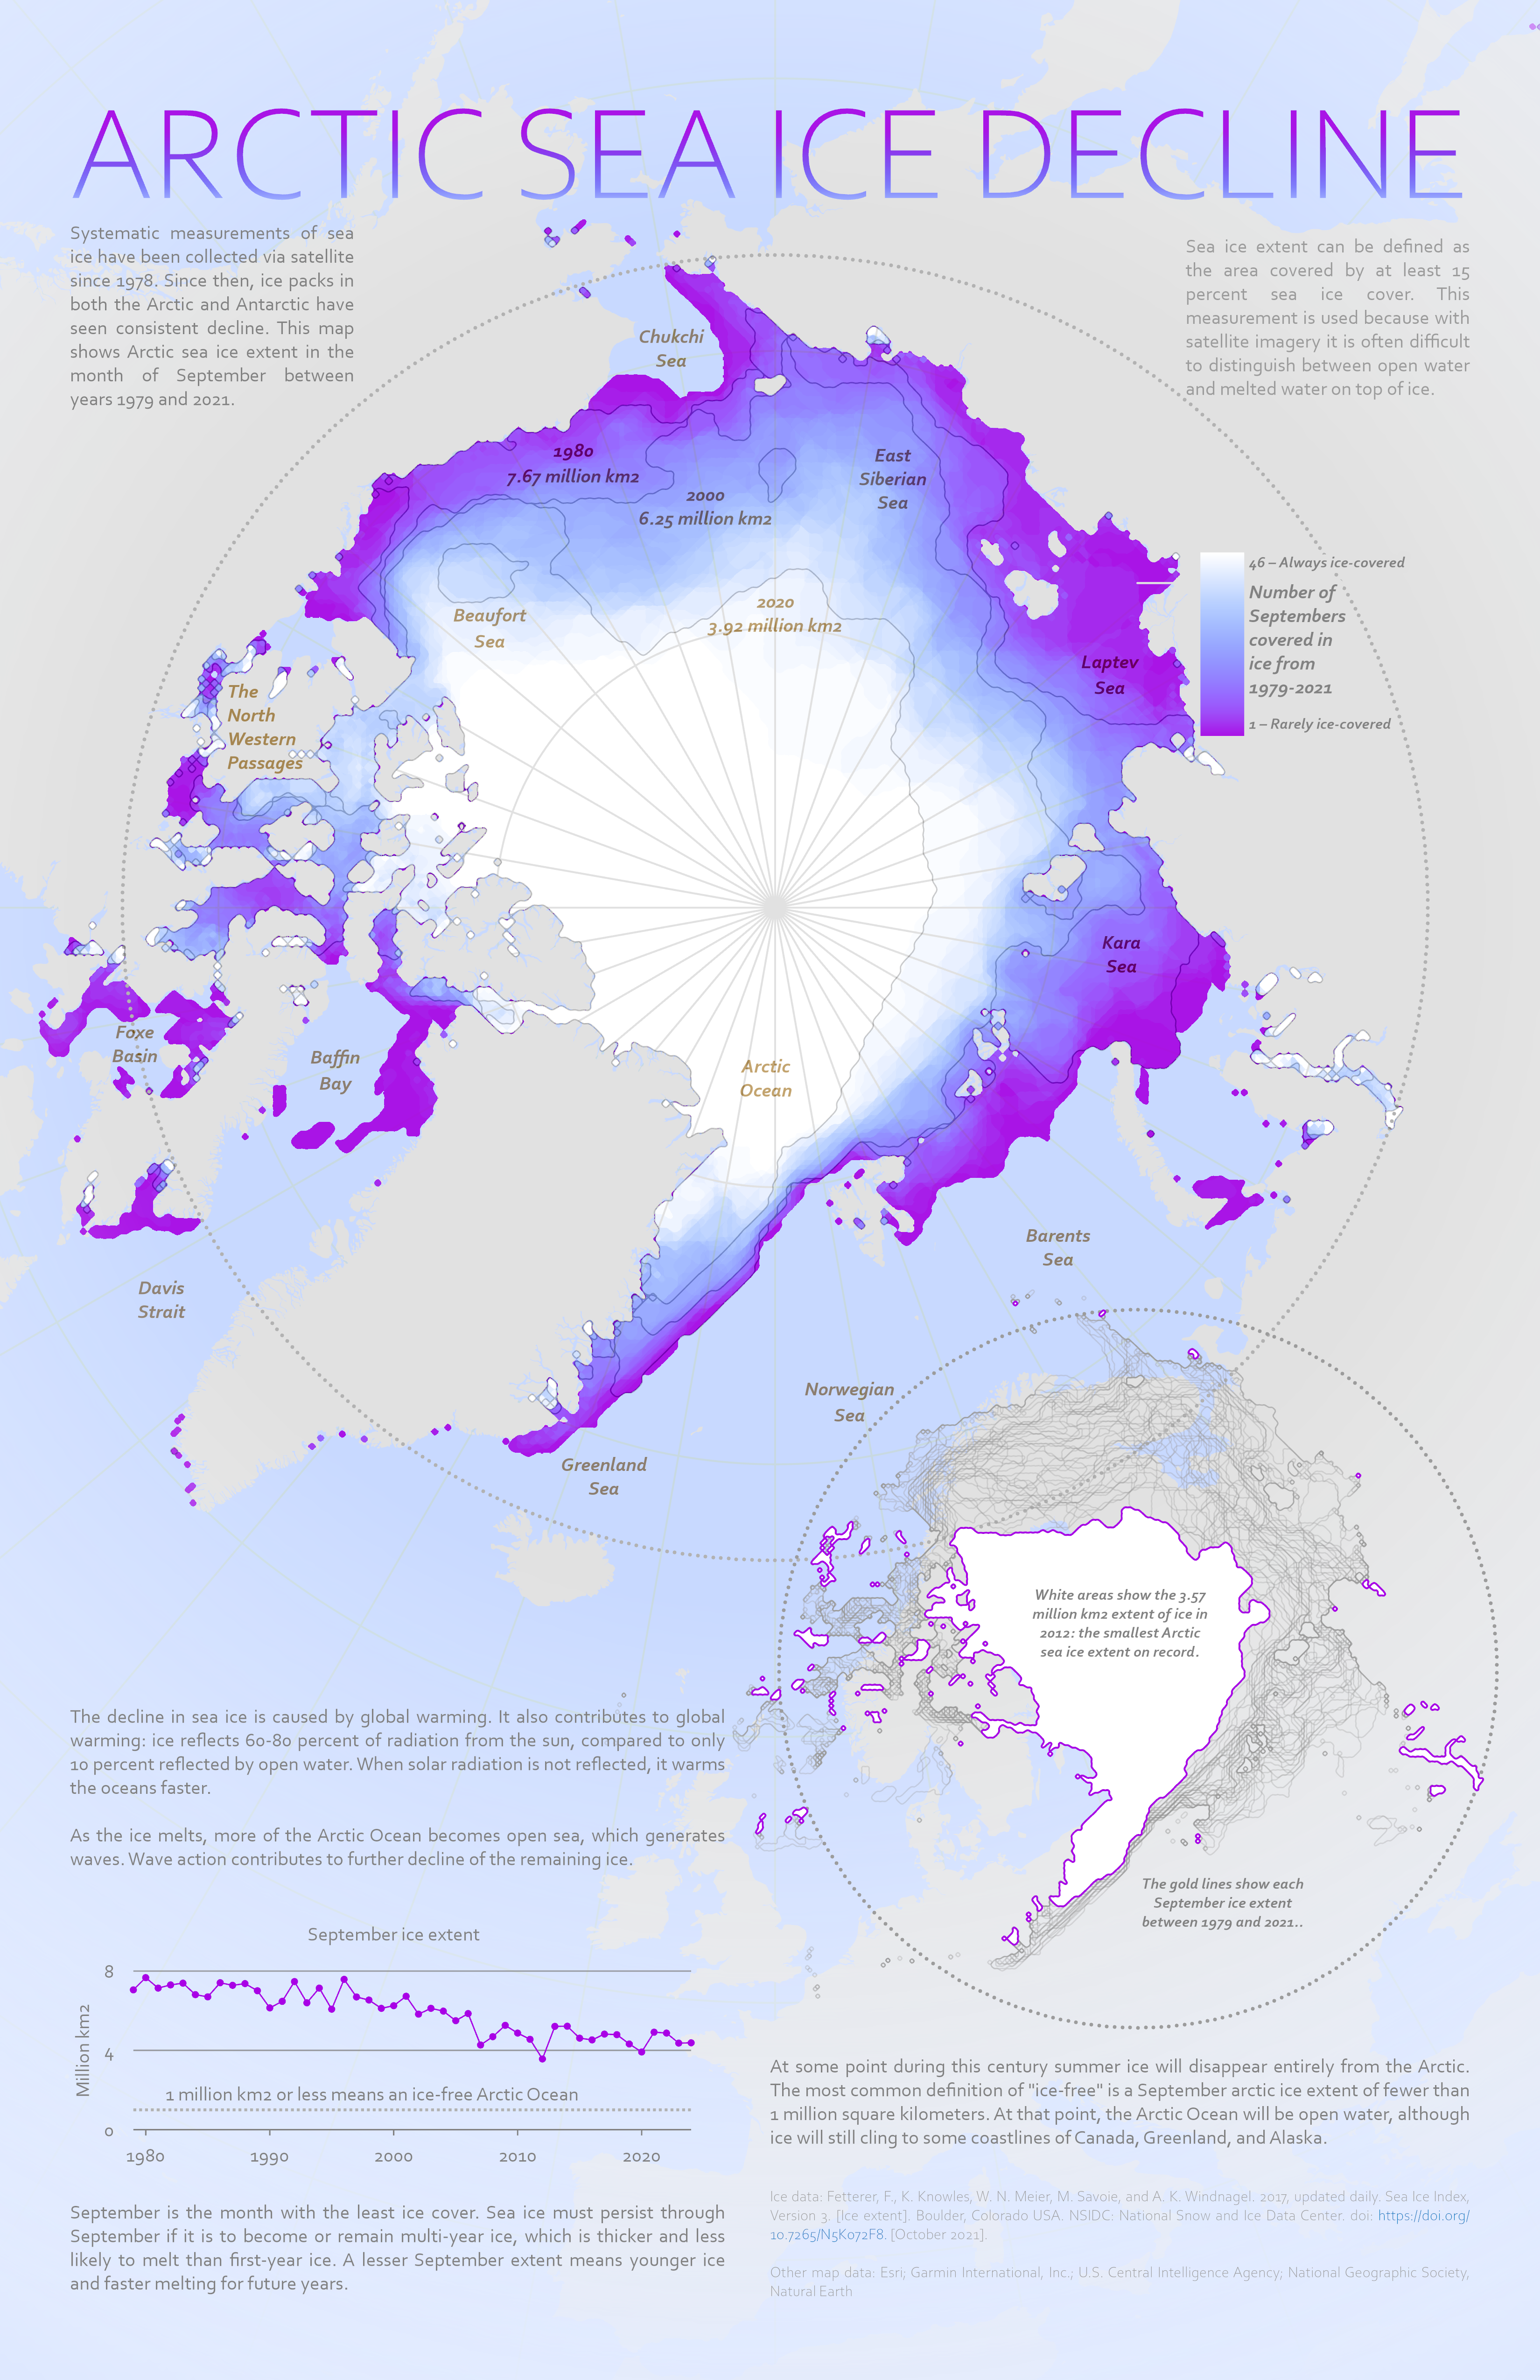 ARCTIC SEA ICE DECLINE
Systematic measurements of sea
ice have been collected via satellite
since 1978. Since then, ice packs in
both the Arctic and Antarctic have
seen consistent decline. This map
shows Arctic sea ice extent in the
month of September between
years 1979 and 2021.
Sea ice extent can be defined as
the area covered by at least 15
percent sea ice cover. This
measurement is used because with
satellite imagery it is often difficult
to distinguish between open water
and melted water on top of ice.
Chukchi
Sea
1980
7.67 million km2
2000
6.25 million km2
East
Siberian
Sea
46 – Always ice-covered
Number of
Septembers
covered in
ice from
1979-2021
1 – Rarely ice-covered
Beaufort
Sea
2020
3.92 million km2
Laptev
Sea
The
North
Western
Passages
Kara
Sea
Foxe
Basin
Baffin
Bay
Arctic
Ocean
Barents
Sea
Davis
Strait
Norwegian
Sea
Greenland
Sea
White areas show the 3.57
million km2 extent of ice in
2012: the smallest Arctic
sea ice extent on record.
The gold lines show each
September ice extent
between 1979 and 2021..
The decline in sea ice is caused by global warming. It also contributes to global
warming: ice reflects 60-80 percent of radiation from the sun, compared to only
10 percent reflected by open water. When solar radiation is not reflected, it warms
the oceans faster.
As the ice melts, more of the Arctic Ocean becomes open sea, which generates
waves. Wave action contributes to further decline of the remaining ice.
September ice extent
8
4
0
Million km2
1 million km2 or less means an ice-free Arctic Ocean
1980
1990
2000
2010
2020
September is the month with the least ice cover. Sea ice must persist through
September if it is to become or remain multi-year ice, which is thicker and less
likely to melt than first-year ice. A lesser September extent means younger ice
and faster melting for future years.
At some point during this century summer ice will disappear entirely from the Arctic.
The most common definition of "ice-free" is a September arctic ice extent of fewer than
1 million square kilometers. At that point, the Arctic Ocean will be open water, although
ice will still cling to some coastlines of Canada, Greenland, and Alaska.
Ice data: Fetterer, F., K. Knowles, W. N. Meier, M. Savoie, and A. K. Windnagel. 2017, updated daily. Sea Ice Index,
Version 3. [Ice extent]. Boulder, Colorado USA. NSIDC: National Snow and Ice Data Center. doi: https://doi.org/
10.7265/N5K072F8. [October 2021].
Other map data: Esri; Garmin International, Inc.; U.S. Central Intelligence Agency; National Geographic Society,
Natural Earth